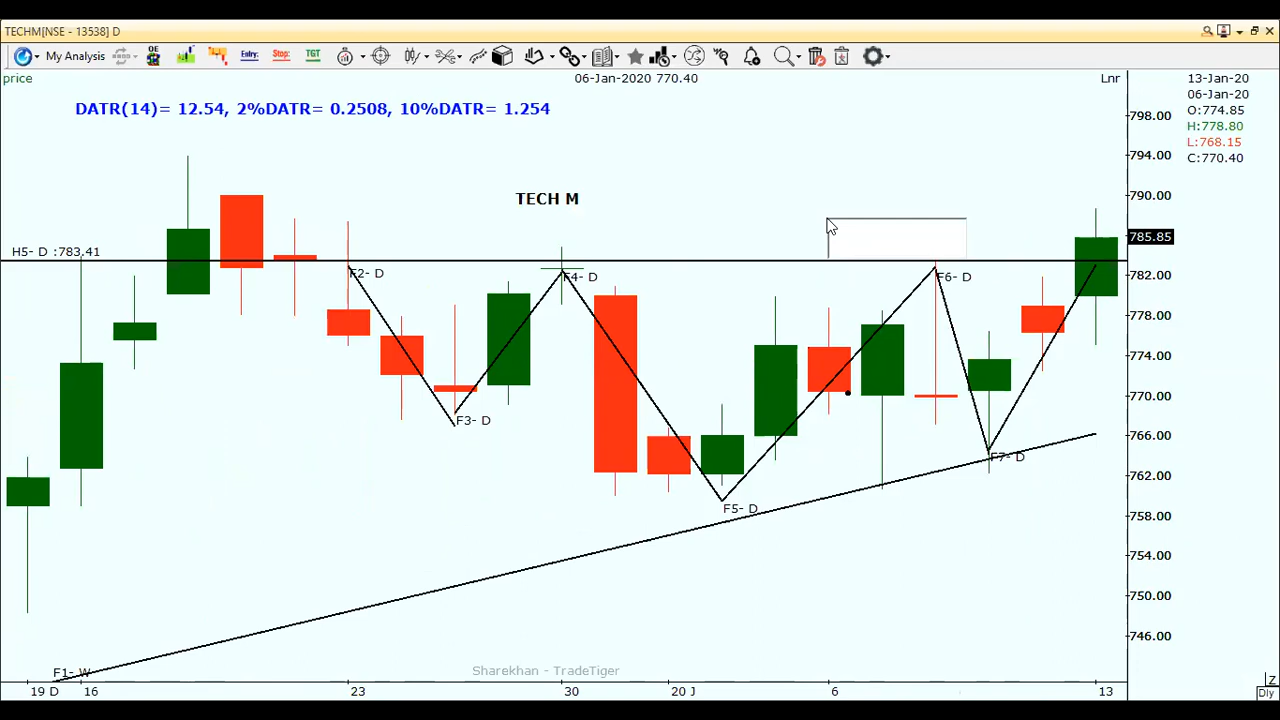 TECHM[NSE - 13538] D
My Analysis
OE
Entry:
Stop:
TGT
price
06-Jan-2020 770.40
Lnr
13-Jan-20
06-Jan-20
O:774.85
H:778.80
L:768.15
C:770.40
DATR(14)= 12.54, 2%DATR= 0.2508, 10%DATR= 1.254
TECH M
H5- D :783.41
F2- D
F4- D
F6- D
F3- D
F7- D
F5- D
F1- W
798.00
794.00
790.00
785.85
782.00
778.00
774.00
770.00
766.00
762.00
758.00
754.00
750.00
746.00
Sharekhan - TradeTiger
19 D
16
23
30
20 J
6
13
Z
Dly